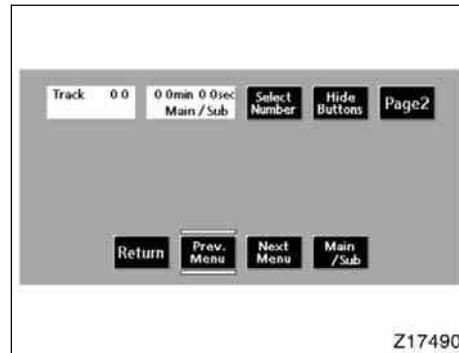 Track 0 0
0 0min 0 0sec
Main / Sub
Select
Number
Hide
Buttons
Page2
Return
Prev.
Menu
Next
Menu
Main
/Sub
Z17490